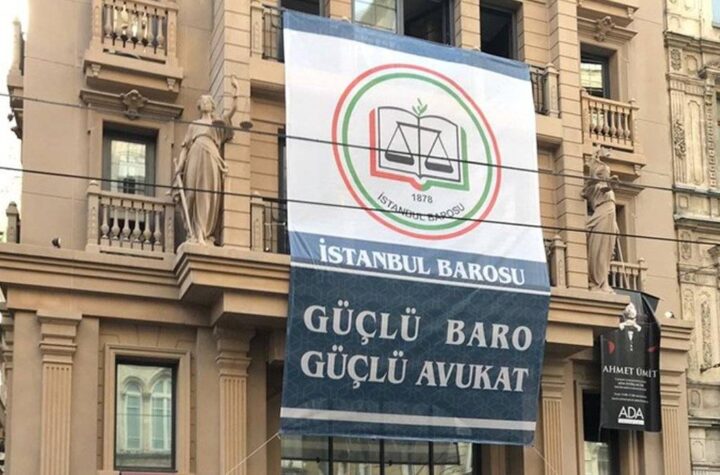 1878
İSTANBUL BAROSU
İSTANBUL BAROSU
GÜÇLÜ BARO
GÜÇLÜ AVUKAT
AHMET ÜMİT
ADA